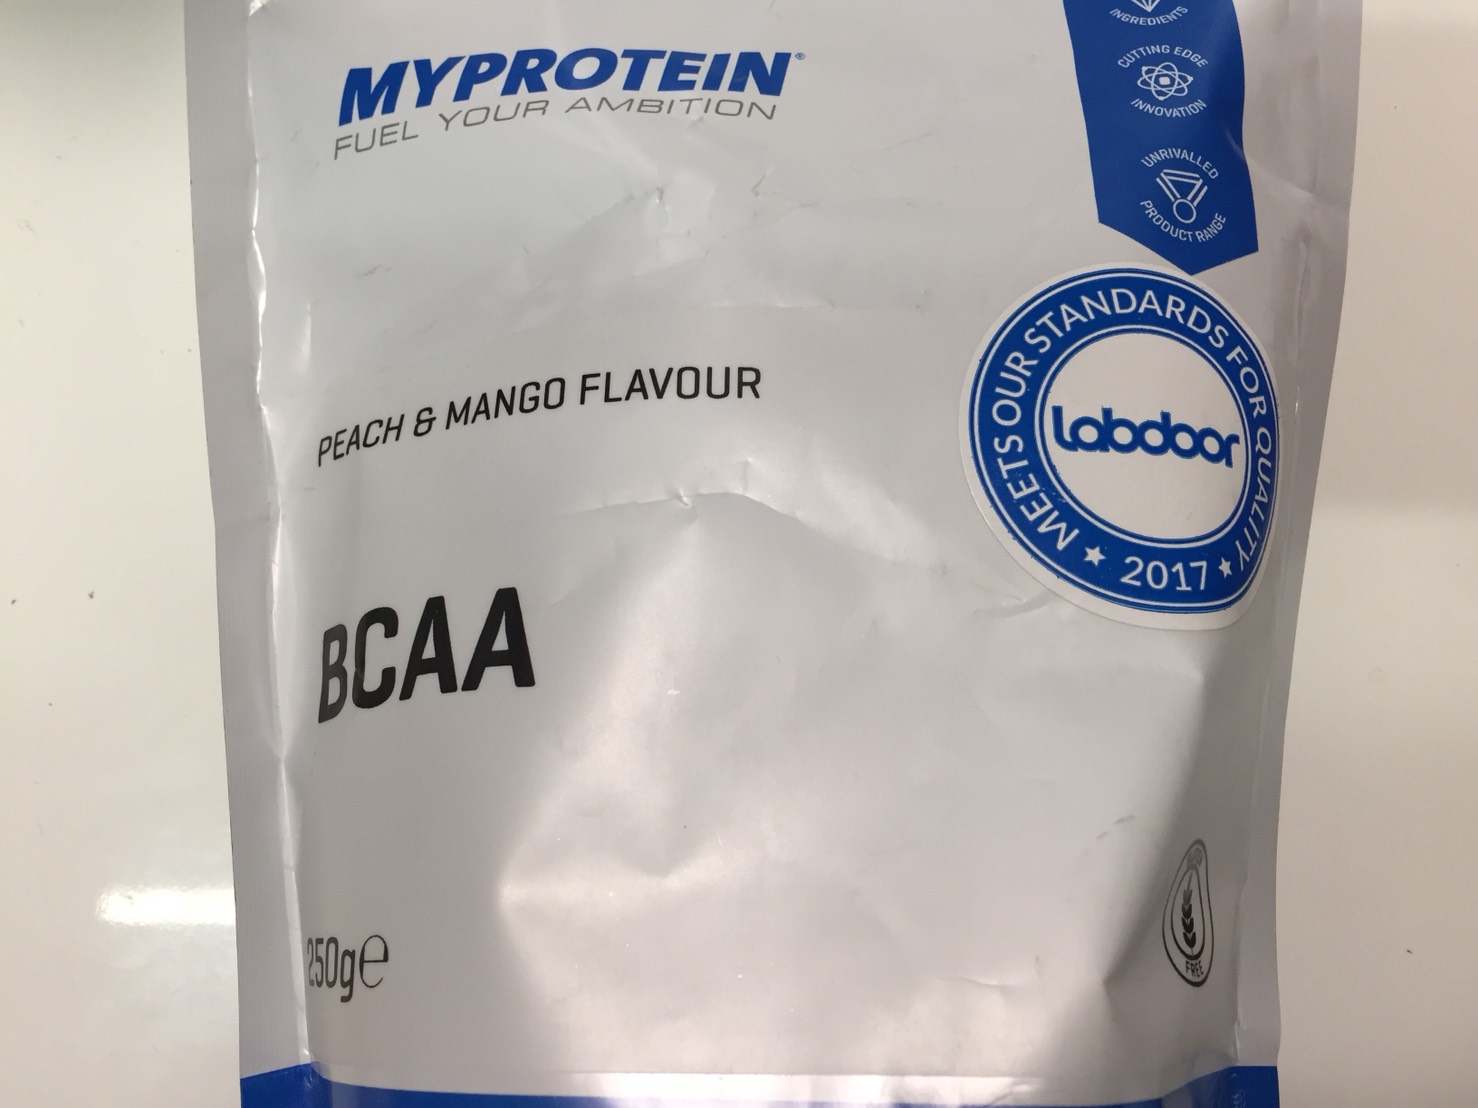 MYPROTEIN
FUEL YOUR AMBITION
INGREDIENTS
CUTTING EDGE
INNOVATION
UNRIVALLED
PRODUCT RANGE
MEETS OUR STANDARDS FOR QUALITY
labdoor
★ 2017 ★
PEACH & MANGO FLAVOUR
BCAA
250g℮
FREE